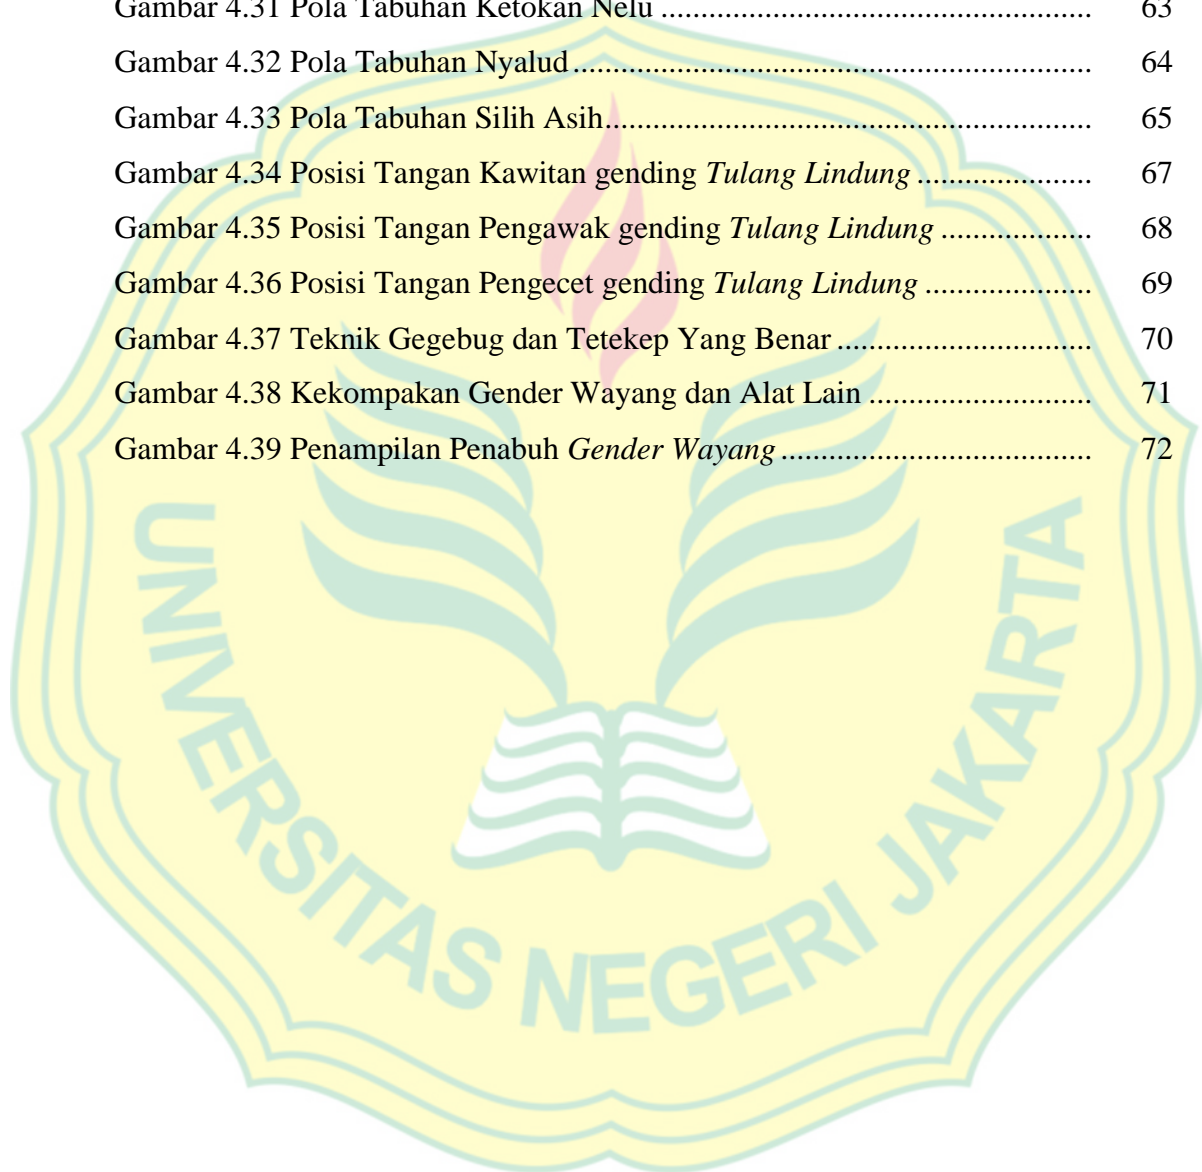 Gambar 4.31 Pola Tabuhan Ketokan Nelu ........................................................ 63
Gambar 4.32 Pola Tabuhan Nyalud ................................................................... 64
Gambar 4.33 Pola Tabuhan Silih Asih ............................................................... 65
Gambar 4.34 Posisi Tangan Kawitan gending Tulang Lindung ...................... 67
Gambar 4.35 Posisi Tangan Pengawak gending Tulang Lindung ................... 68
Gambar 4.36 Posisi Tangan Pengecet gending Tulang Lindung ..................... 69
Gambar 4.37 Teknik Gegebug dan Tetekep Yang Benar ................................ 70
Gambar 4.38 Kekompakan Gender Wayang dan Alat Lain ............................ 71
Gambar 4.39 Penampilan Penabuh Gender Wayang ........................................ 72
UNIVERSITAS NEGERI JAKARTA